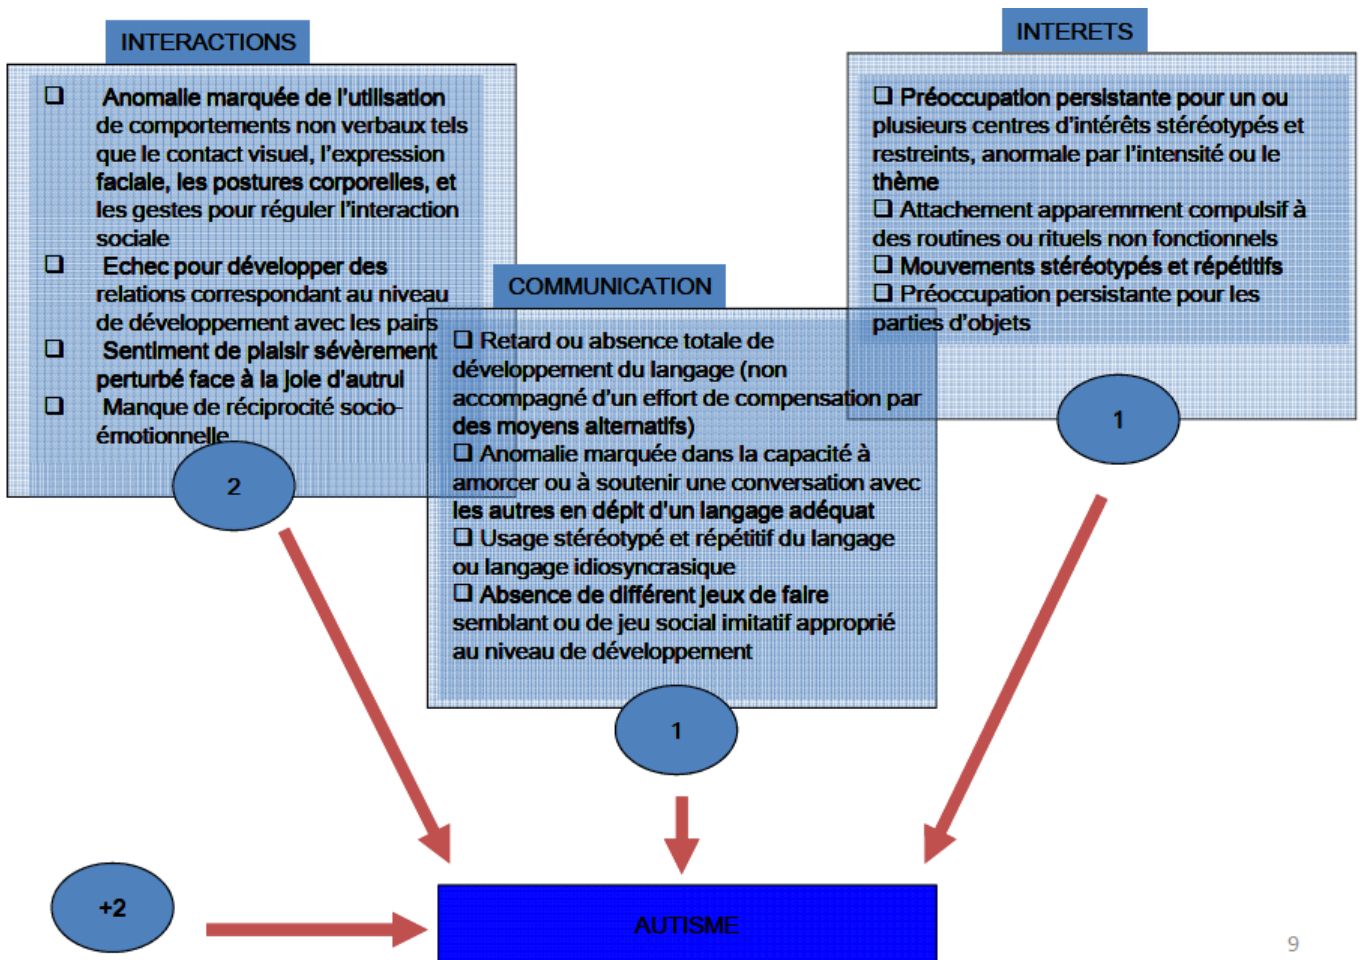 INTERACTIONS
❑ Anomalie marquée de l'utilisation
de comportements non verbaux tels
que le contact visuel, l'expression
faciale, les postures corporelles, et
les gestes pour réguler l'interaction
sociale
❑ Echec pour développer des
relations correspondant au niveau
de développement avec les pairs
❑ Sentiment de plaisir sévèrement
perturbé face à la joie d'autrui
❑ Manque de réciprocité socio-
émotionnelle
2
COMMUNICATION
❑ Retard ou absence totale de
développement du langage (non
accompagné d'un effort de compensation par
des moyens alternatifs)
❑ Anomalie marquée dans la capacité à
amorcer ou à soutenir une conversation avec
les autres en dépit d'un langage adéquat
❑ Usage stéréotypé et répétitif du langage
ou langage idiosyncrasique
❑ Absence de différent jeux de faire
semblant ou de jeu social imitatif approprié
au niveau de développement
1
INTERETS
❑ Préoccupation persistante pour un ou
plusieurs centres d'intérêts stéréotypés et
restreints, anormale par l'intensité ou le
thème
❑ Attachement apparemment compulsif à
des routines ou rituels non fonctionnels
❑ Mouvements stéréotypés et répétitifs
❑ Préoccupation persistante pour les
parties d'objets
1
+2
AUTISME
9